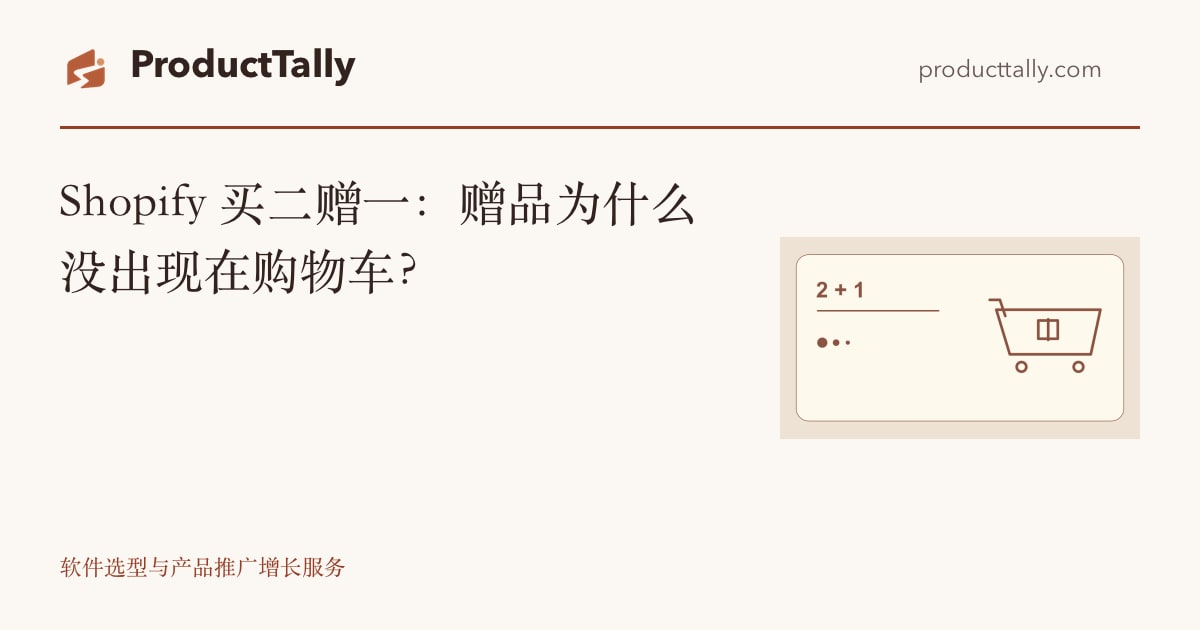 ProductTally
producttally.com
Shopify 买二赠一：赠品为什么
没出现在购物车？
2 + 1
软件选型与产品推广增长服务